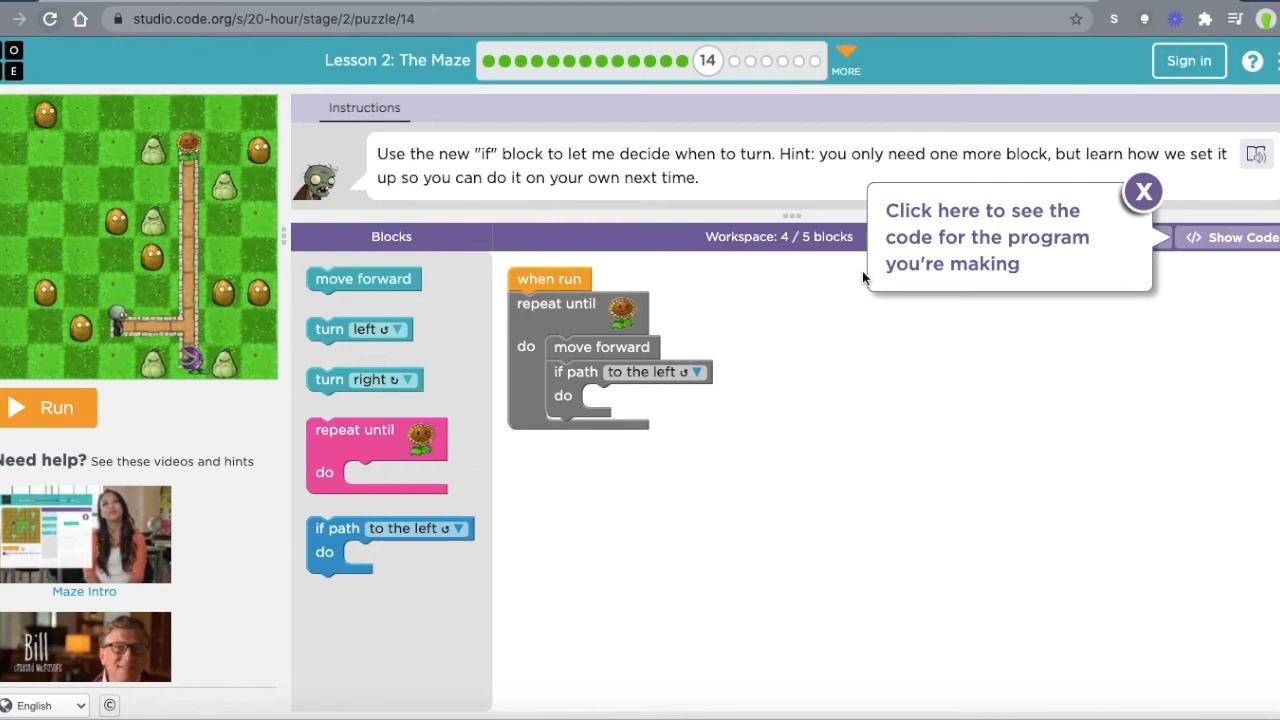 studio.code.org/s/20-hour/stage/2/puzzle/14
S
O
E
Lesson 2: The Maze
14
MORE
Sign in
?
Instructions
Use the new "if" block to let me decide when to turn. Hint: you only need one more block, but learn how we set it
up so you can do it on your own next time.
X
Click here to see the
code for the program
you're making
Blocks
Workspace: 4 / 5 blocks
</> Show Code
move forward
turn left ↺ ▼
turn right ↻ ▼
repeat until
do
if path to the left ↺ ▼
do
when run
repeat until
do move forward
if path to the left ↺ ▼
do
Run
Need help? See these videos and hints
Maze Intro
Bill
English
©